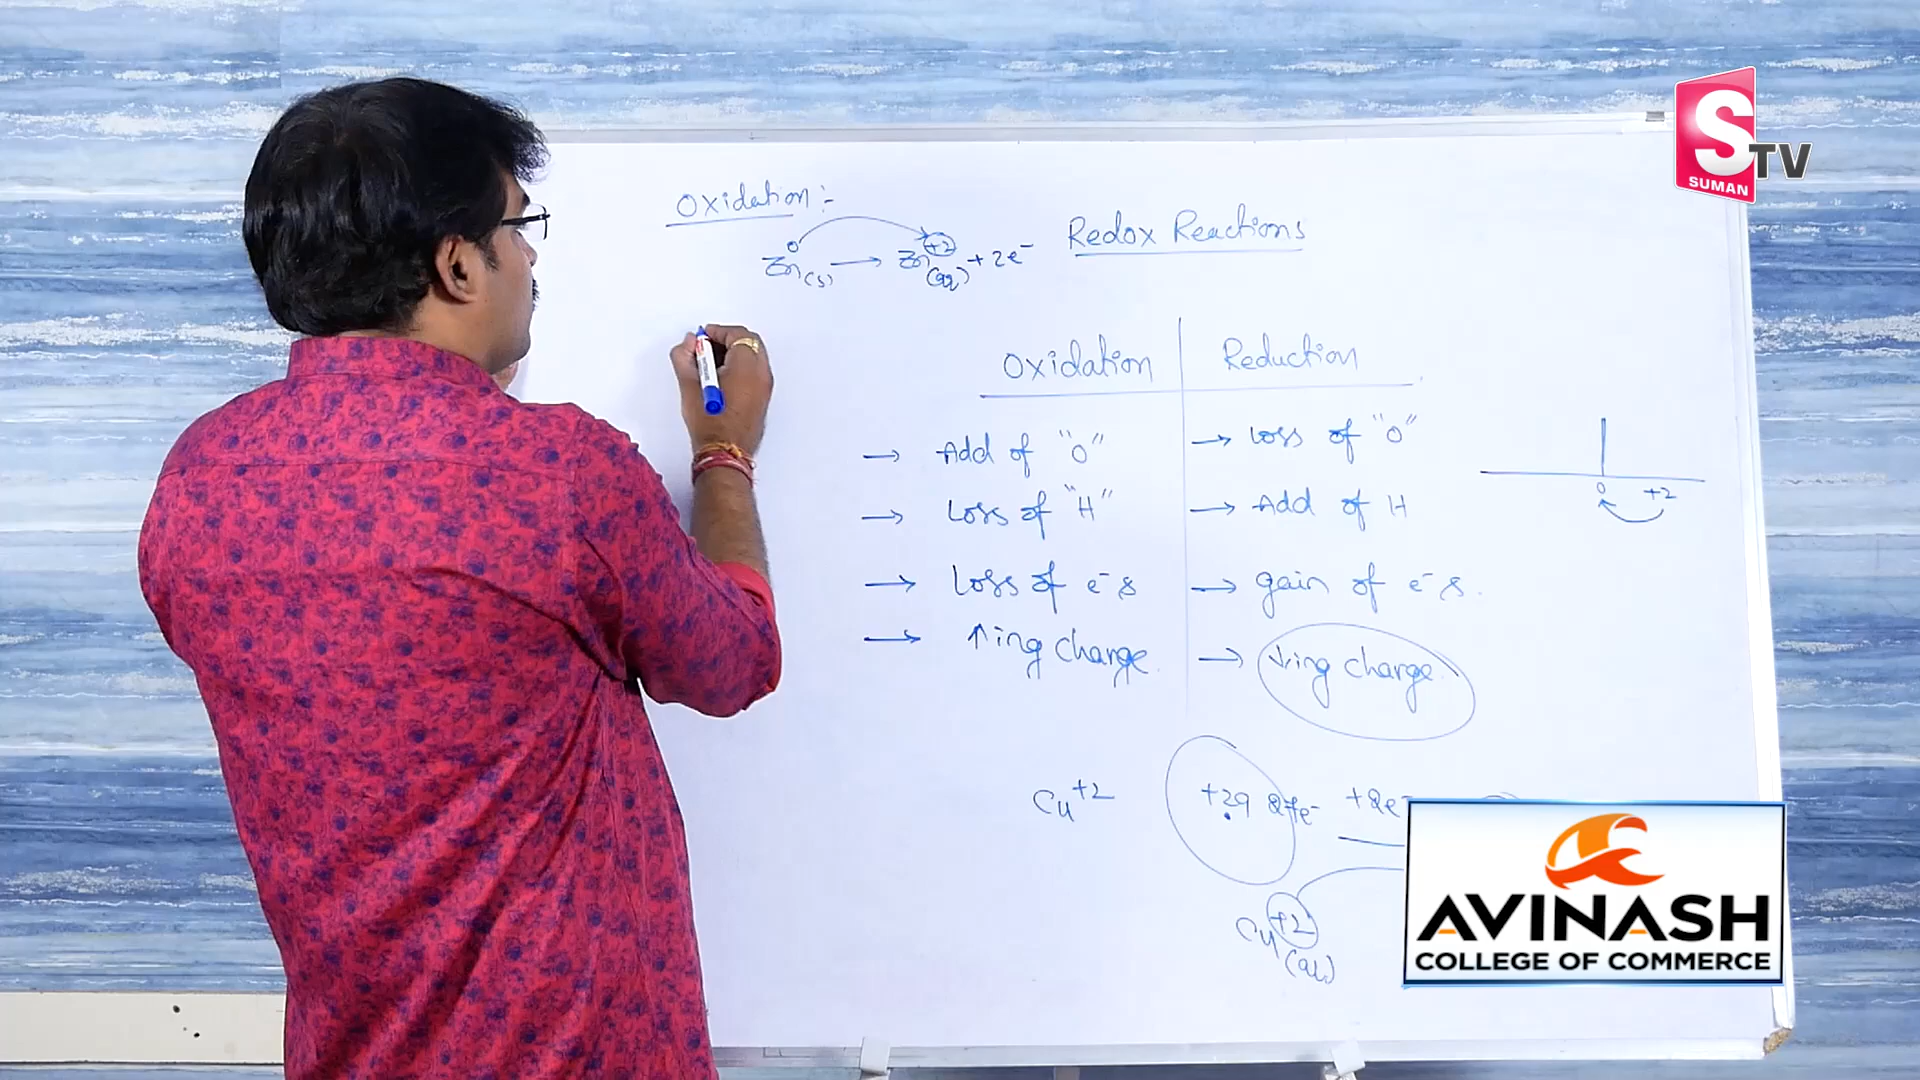 Oxidation :-
Zn⁰(s) → Zn+2(aq) + 2e⁻
Redox Reactions
Oxidation
Reduction
→ Add of "O"
→ Loss of "O"
→ Loss of "H"
→ Add of H
→ Loss of e⁻s
→ gain of e⁻s.
→ ↑ing charge
→ ↓ing charge
0 +2
Cu+2
+29 27e⁻ +2e⁻
Cu+2
(aq)
S TV
SUMAN
AVINASH
COLLEGE OF COMMERCE